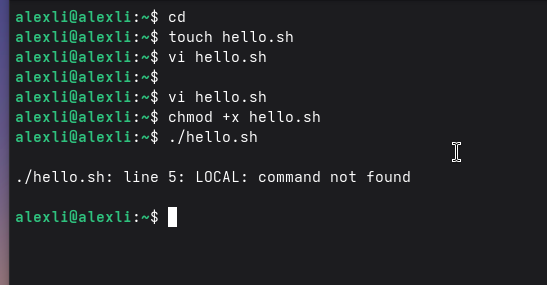 alexli@alexli:~$ cd
alexli@alexli:~$ touch hello.sh
alexli@alexli:~$ vi hello.sh
alexli@alexli:~$
alexli@alexli:~$ vi hello.sh
alexli@alexli:~$ chmod +x hello.sh
alexli@alexli:~$ ./hello.sh
./hello.sh: line 5: LOCAL: command not found
alexli@alexli:~$